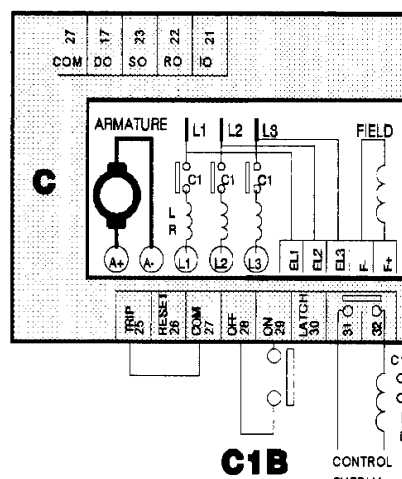 27 17 23 22 21
COM DO SO RO IO
ARMATURE L1 L2 L3 FIELD
C
C1 C1 C1
L
R
A+ A- L1 L2 L3 EL1 EL2 EL3 F- F+
TRIP 25 RESET 26 COM 27 OFF 28 ON 29 LATCH 30 31 32
C1B
CONTROL